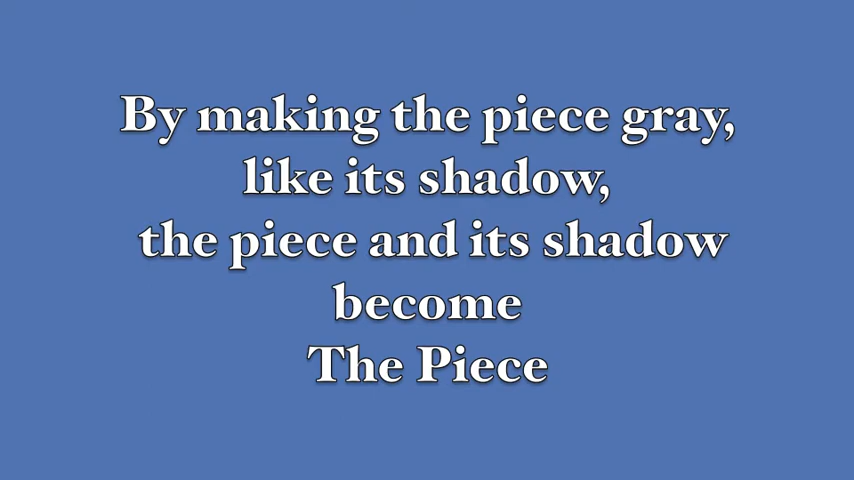 By making the piece gray,
like its shadow,
the piece and its shadow
become
The Piece